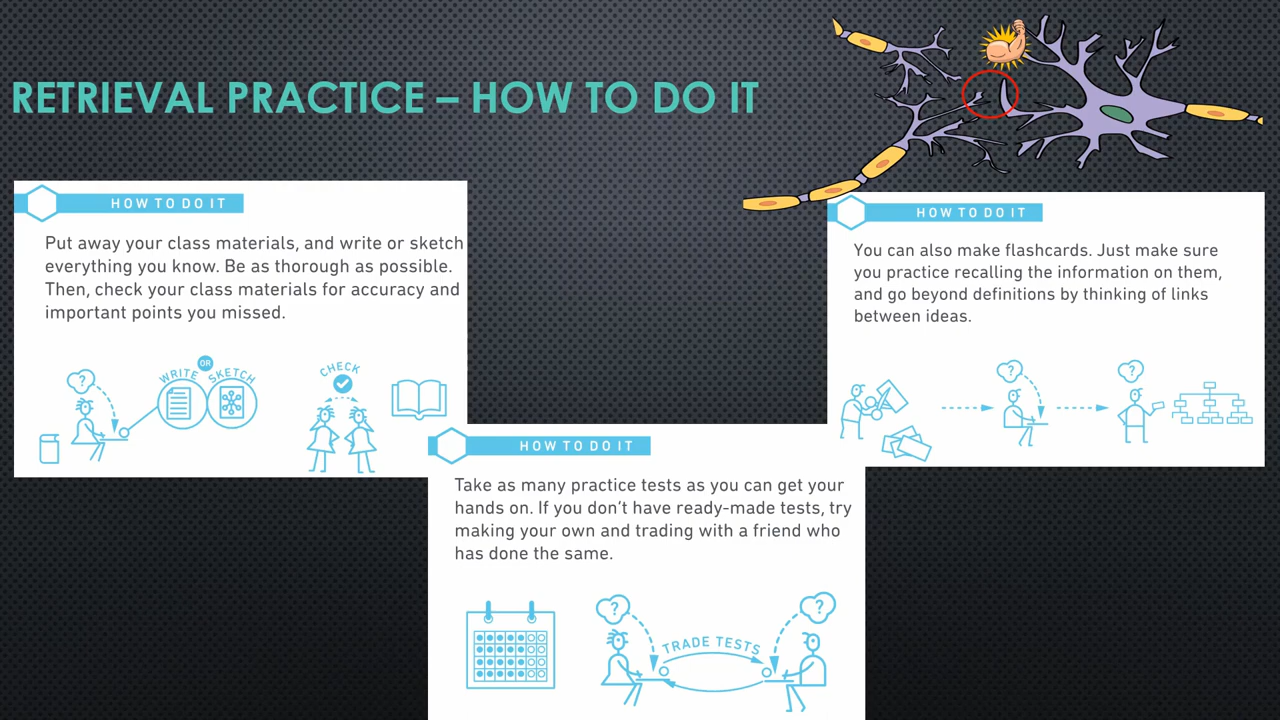 RETRIEVAL PRACTICE – HOW TO DO IT
HOW TO DO IT
Put away your class materials, and write or sketch
everything you know. Be as thorough as possible.
Then, check your class materials for accuracy and
important points you missed.
?
WRITE OR SKETCH
CHECK
HOW TO DO IT
You can also make flashcards. Just make sure
you practice recalling the information on them,
and go beyond definitions by thinking of links
between ideas.
?
?
HOW TO DO IT
Take as many practice tests as you can get your
hands on. If you don’t have ready-made tests, try
making your own and trading with a friend who
has done the same.
?
?
TRADE TESTS